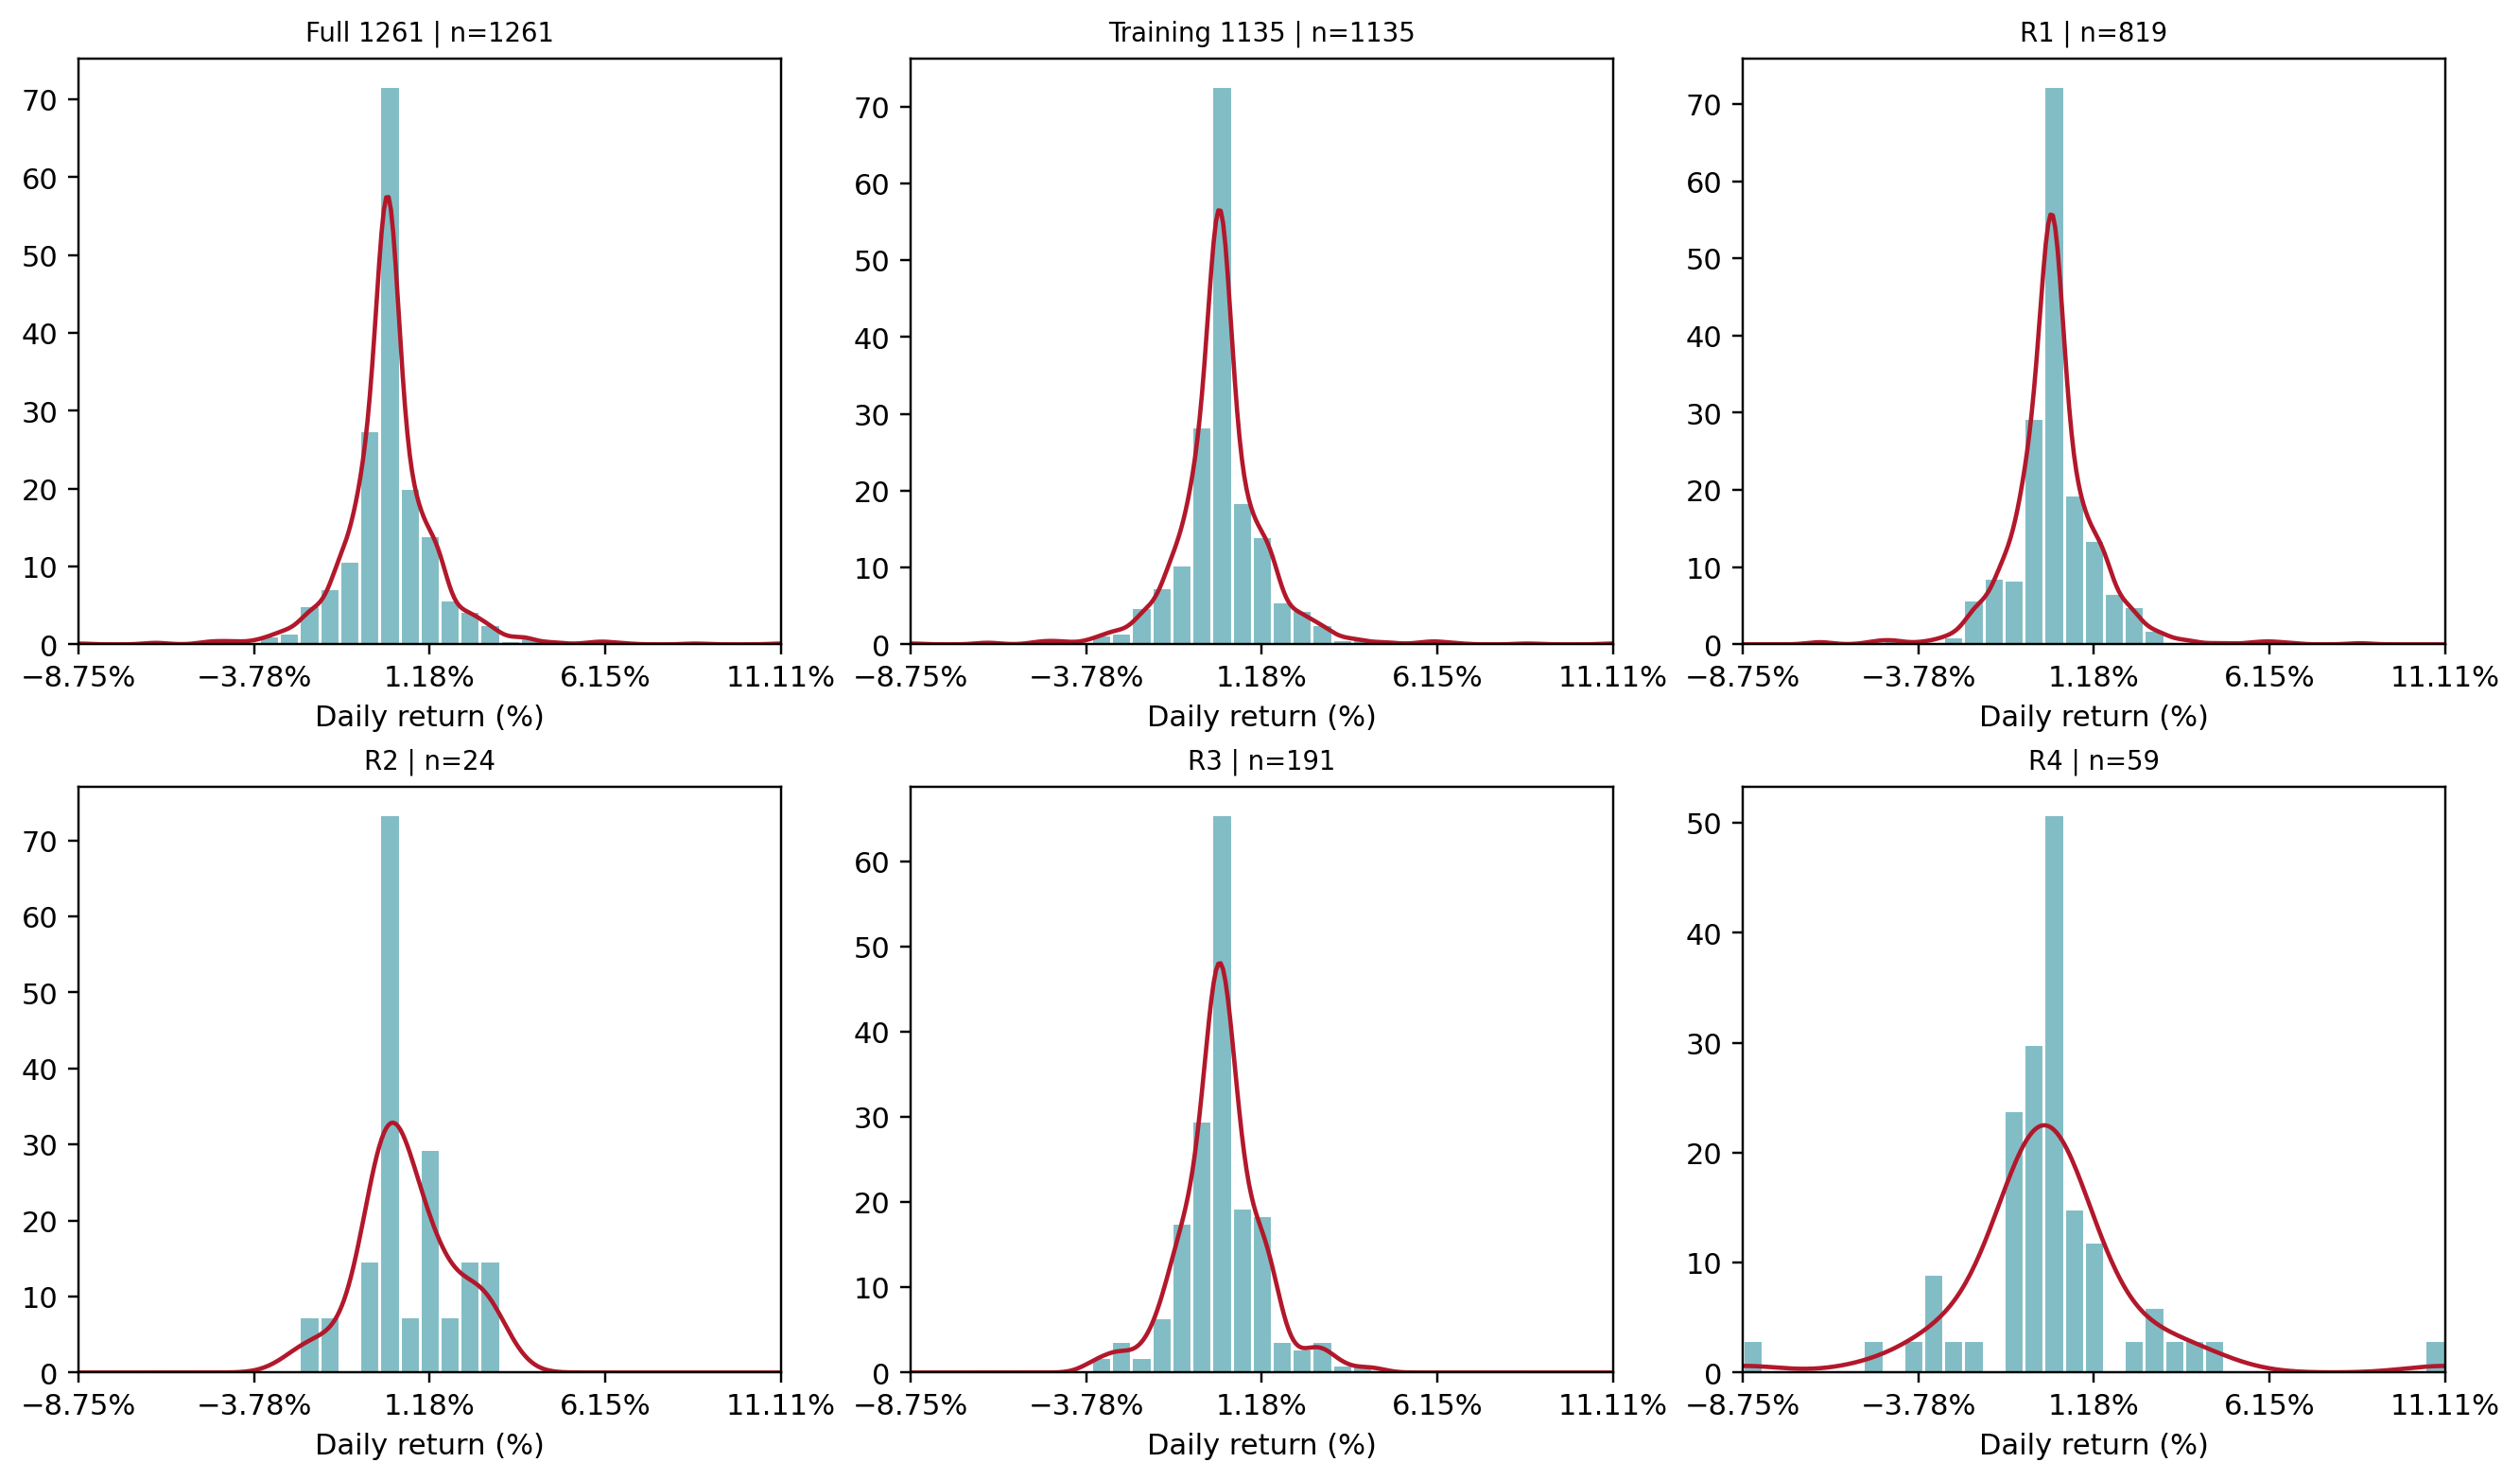 Full 1261 | n=1261
70
60
50
40
30
20
10
0
−8.75% −3.78% 1.18% 6.15% 11.11%
Daily return (%)
Training 1135 | n=1135
70
60
50
40
30
20
10
0
−8.75% −3.78% 1.18% 6.15% 11.11%
Daily return (%)
R1 | n=819
70
60
50
40
30
20
10
0
−8.75% −3.78% 1.18% 6.15% 11.11%
Daily return (%)
R2 | n=24
70
60
50
40
30
20
10
0
−8.75% −3.78% 1.18% 6.15% 11.11%
Daily return (%)
R3 | n=191
60
50
40
30
20
10
0
−8.75% −3.78% 1.18% 6.15% 11.11%
Daily return (%)
R4 | n=59
50
40
30
20
10
0
−8.75% −3.78% 1.18% 6.15% 11.11%
Daily return (%)